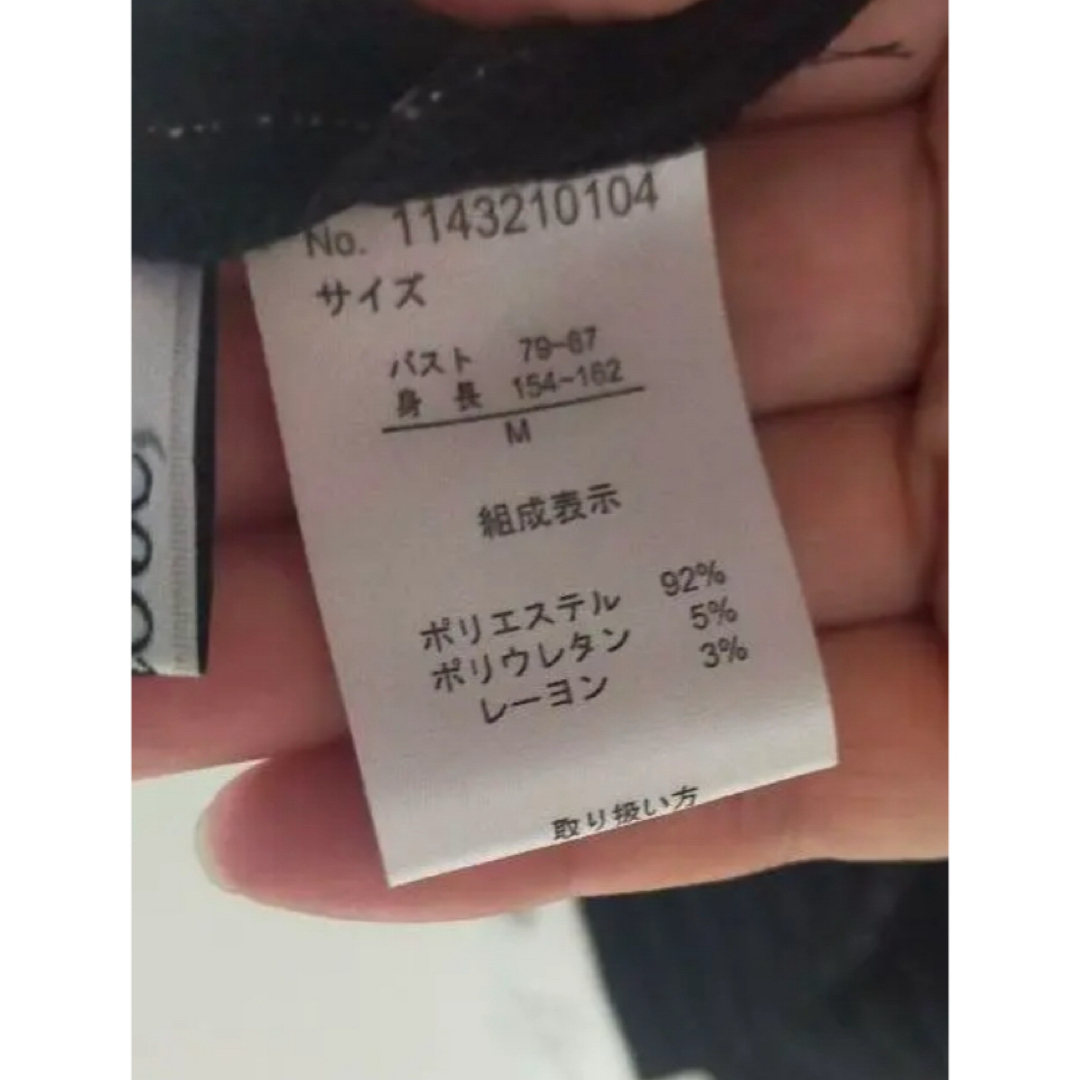 No. 1143210104
サイズ
バスト 79-87
身 長 154-162
M
組成表示
ポリエステル 92%
ポリウレタン 5%
レーヨン 3%
取り扱い方